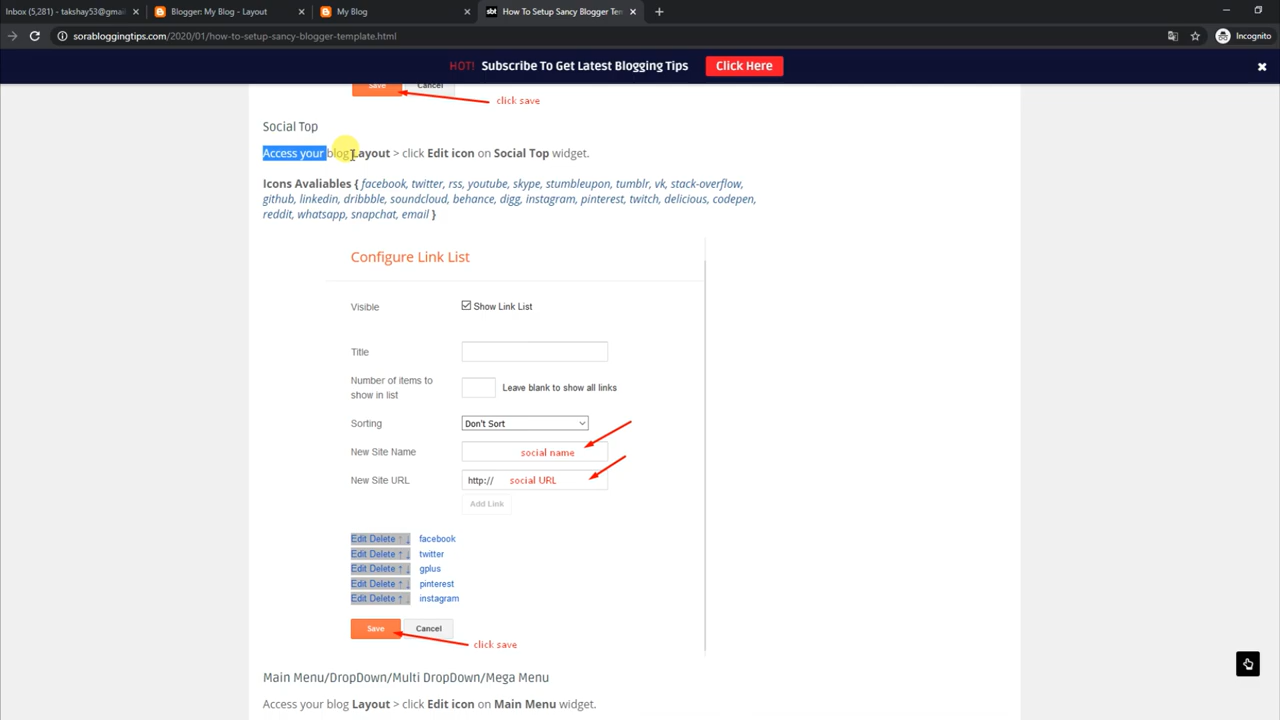 Inbox (5,281) - takshay53@gmail
Blogger: My Blog - Layout
My Blog
sbt How To Setup Sancy Blogger Tem
sorabloggingtips.com/2020/01/how-to-setup-sancy-blogger-template.html
Incognito
HOT! Subscribe To Get Latest Blogging Tips Click Here
Save Cancel
click save
Social Top
Access your blog Layout > click Edit icon on Social Top widget.
Icons Avaliables { facebook, twitter, rss, youtube, skype, stumbleupon, tumblr, vk, stack-overflow,
github, linkedin, dribbble, soundcloud, behance, digg, instagram, pinterest, twitch, delicious, codepen,
reddit, whatsapp, snapchat, email }
Configure Link List
Visible Show Link List
Title
Number of items to
show in list
Leave blank to show all links
Sorting Don't Sort
New Site Name social name
New Site URL http:// social URL
Add Link
Edit Delete ↑ ↓ facebook
Edit Delete ↑ ↓ twitter
Edit Delete ↑ ↓ gplus
Edit Delete ↑ ↓ pinterest
Edit Delete ↑ ↓ instagram
Save Cancel
click save
Main Menu/DropDown/Multi DropDown/Mega Menu
Access your blog Layout > click Edit icon on Main Menu widget.